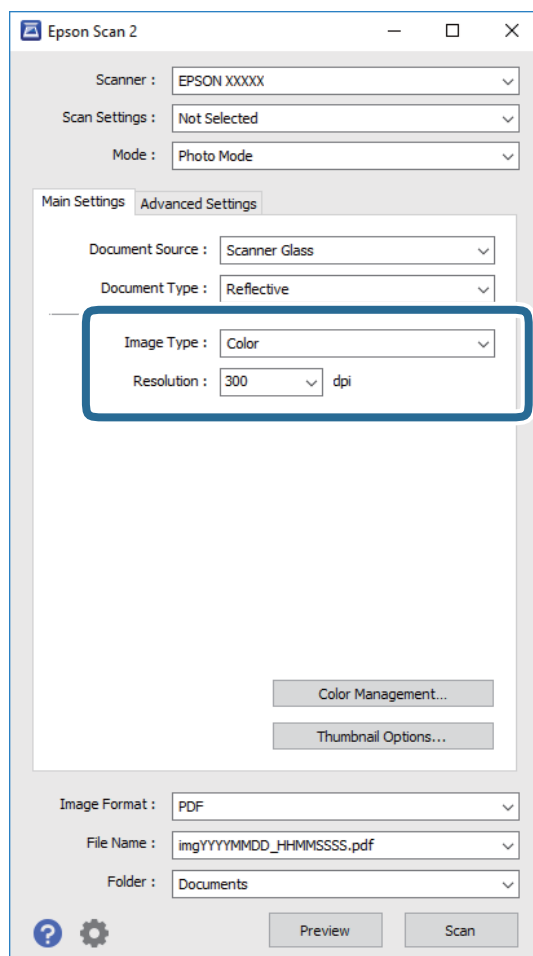 Epson Scan 2
Scanner : EPSON XXXXX
Scan Settings : Not Selected
Mode : Photo Mode
Main Settings Advanced Settings
Document Source : Scanner Glass
Document Type : Reflective
Image Type : Color
Resolution : 300 dpi
Color Management...
Thumbnail Options...
Image Format : PDF
File Name : imgYYYYMMDD_HHMMSSSS.pdf
Folder : Documents
? Preview Scan